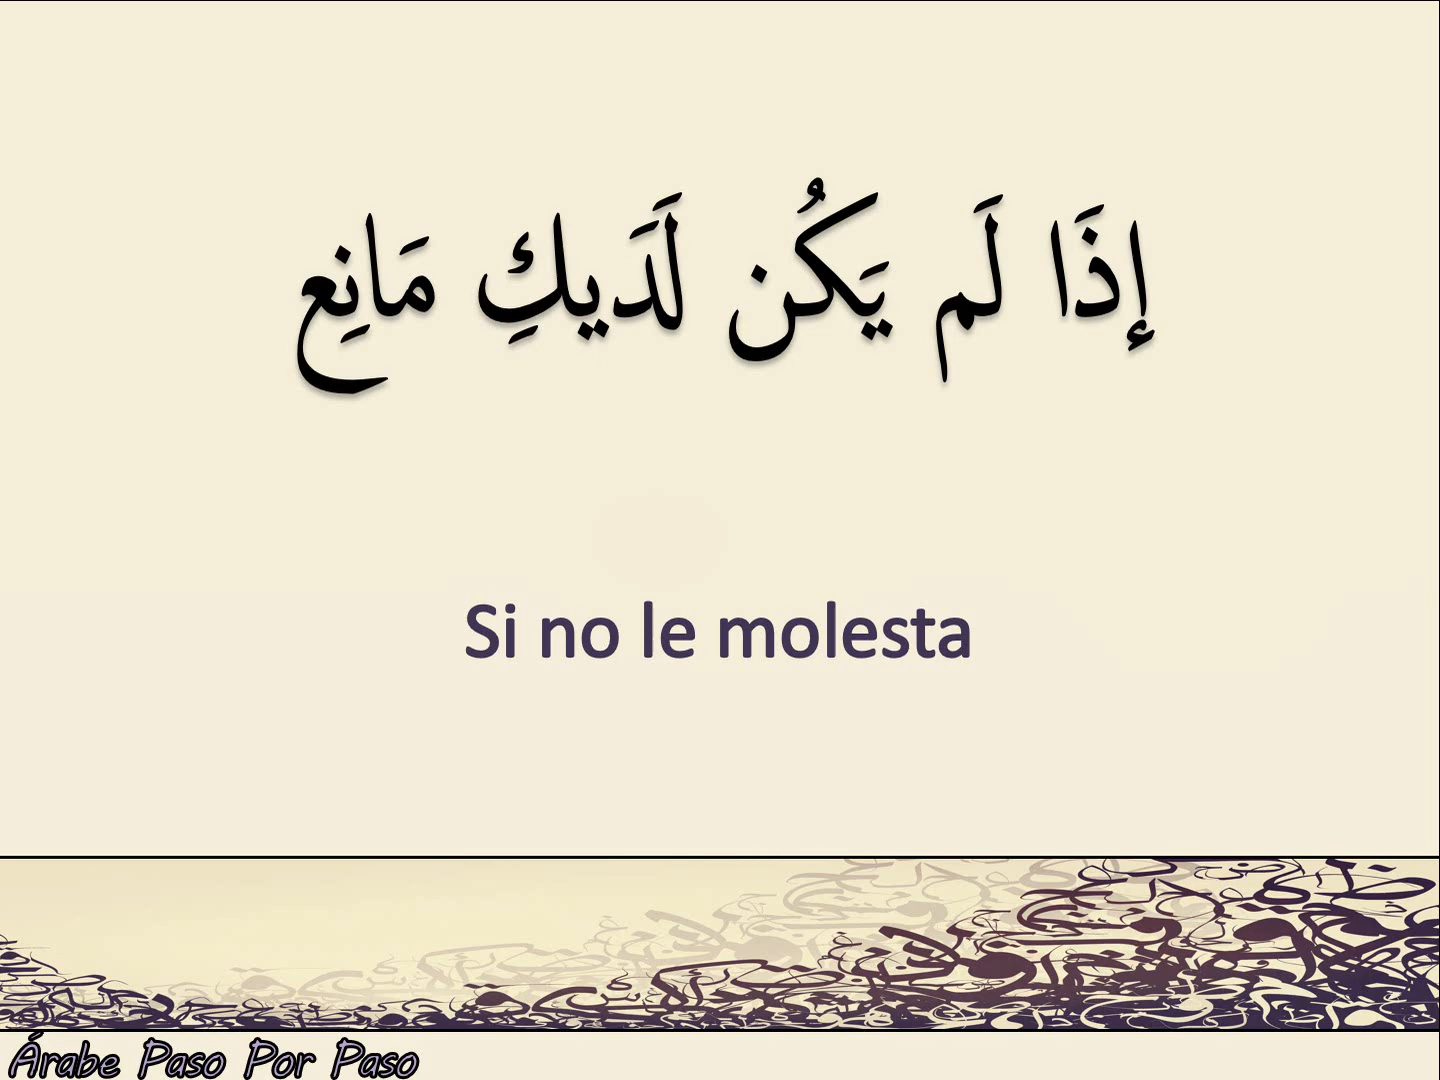 إِذَا لَم يَكُن لَدَيكِ مَانِع
Si no le molesta
Árabe Paso Por Paso